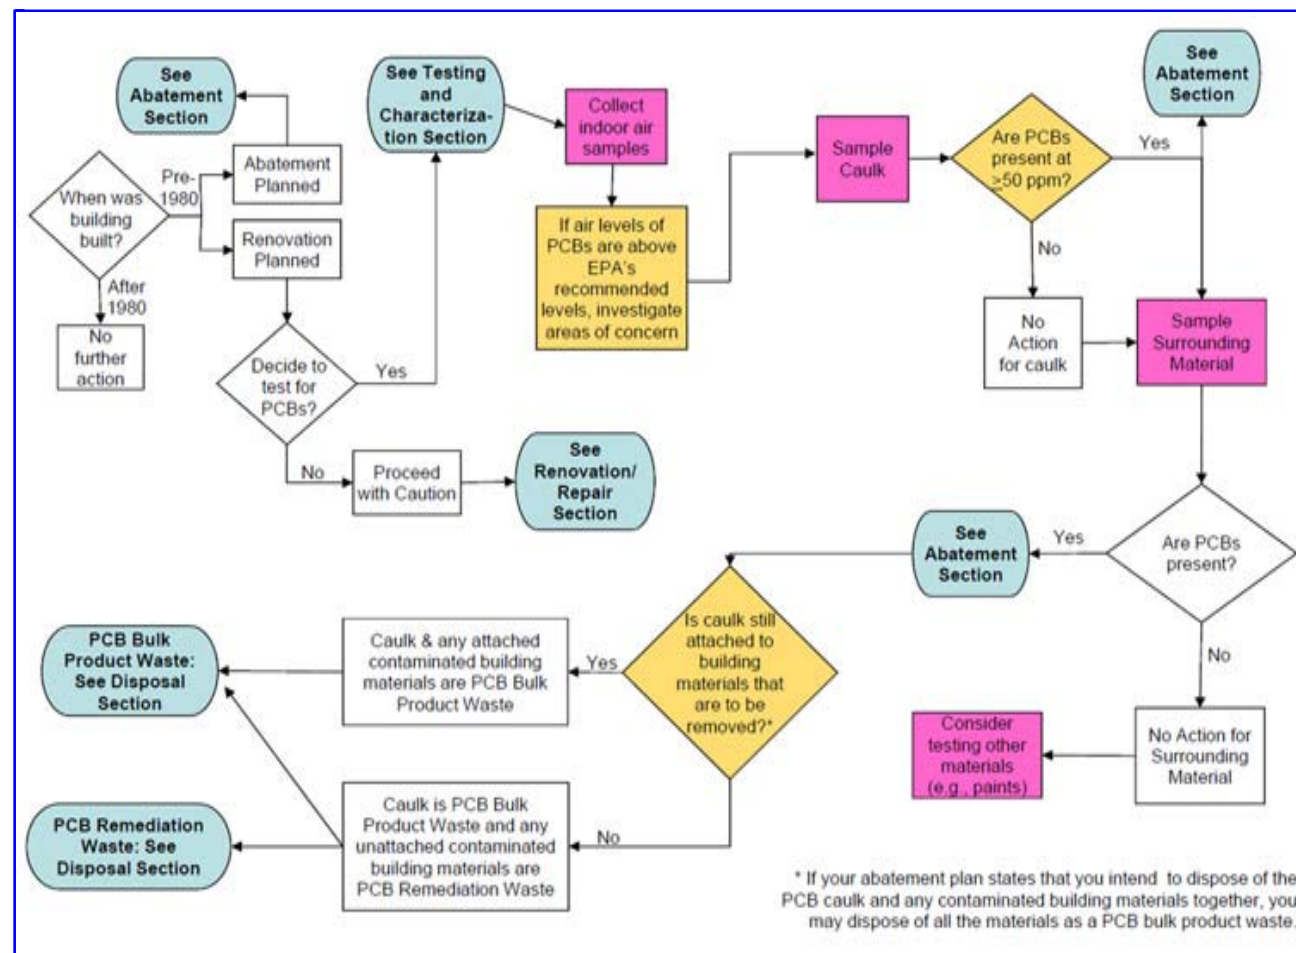 See
Abatement
Section
See Testing
and
Characteriza-
tion Section
Collect
indoor air
samples
See
Abatement
Section
Sample
Caulk
Are PCBs
present at
≥50 ppm?
Yes
No
When was
building
built?
Pre-
1980
After
1980
No
further
action
Abatement
Planned
Renovation
Planned
If air levels of
PCBs are above
EPA's
recommended
levels, investigate
areas of concern
No
Action
for caulk
Sample
Surrounding
Material
Decide to
test for
PCBs?
Yes
No
Proceed
with Caution
See
Renovation/
Repair
Section
Are PCBs
present?
Yes
No
See
Abatement
Section
Is caulk still
attached to
building
materials that
are to be
removed?*
Yes
No
Caulk & any attached
contaminated building
materials are PCB Bulk
Product Waste
PCB Bulk
Product Waste:
See Disposal
Section
Consider
testing other
materials
(e.g., paints)
No Action for
Surrounding
Material
Caulk is PCB Bulk
Product Waste and any
unattached contaminated
building materials are
PCB Remediation Waste
PCB Remediation
Waste: See
Disposal Section
* If your abatement plan states that you intend to dispose of the
PCB caulk and any contaminated building materials together, you
may dispose of all the materials as a PCB bulk product waste.